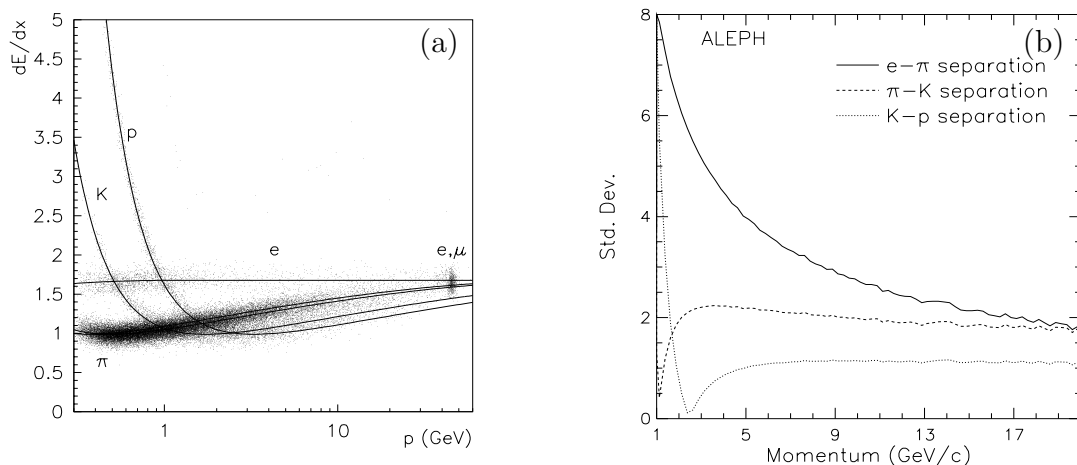 (a)
dE/dx
5
4.5
4
3.5
3
2.5
2
1.5
1
0.5
0
p
K
e
e,μ
π
1
10
p (GeV)
(b)
ALEPH
e−π separation
π−K separation
K−p separation
Std. Dev.
8
6
4
2
0
1
5
9
13
17
Momentum (GeV/c)